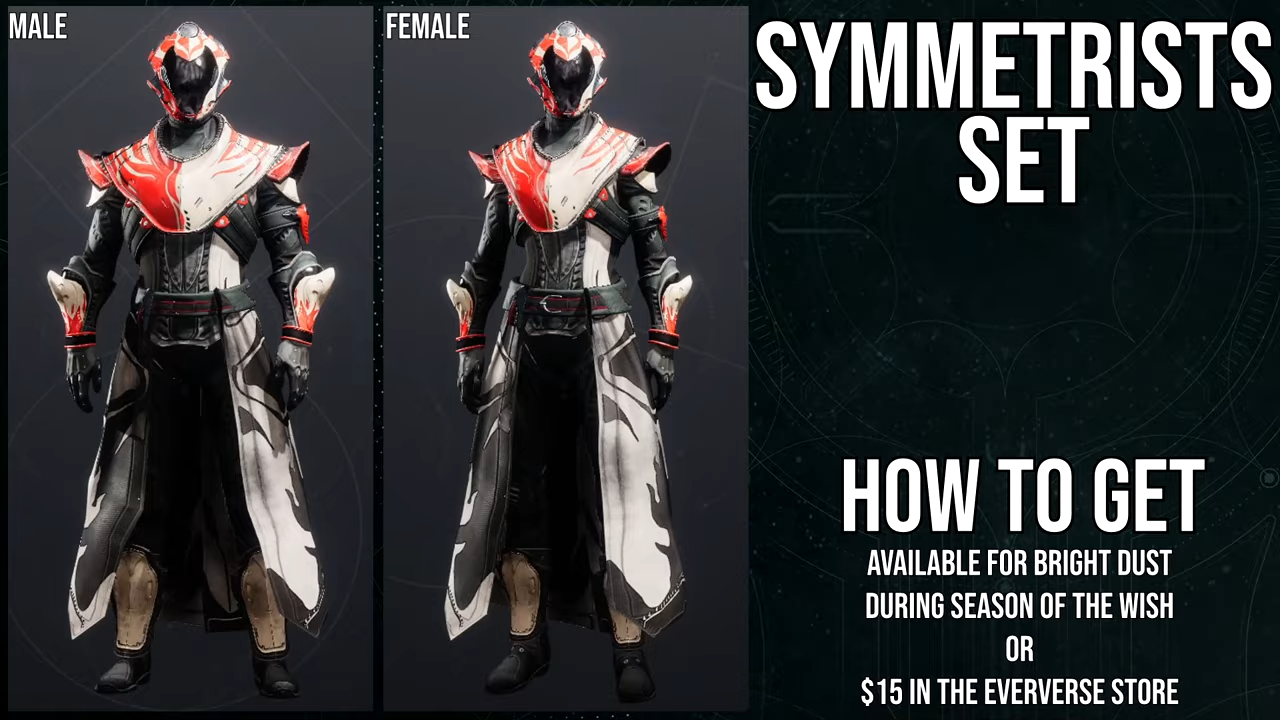 MALE
FEMALE
SYMMETRISTS
SET
HOW TO GET
AVAILABLE FOR BRIGHT DUST
DURING SEASON OF THE WISH
OR
$15 IN THE EVERVERSE STORE